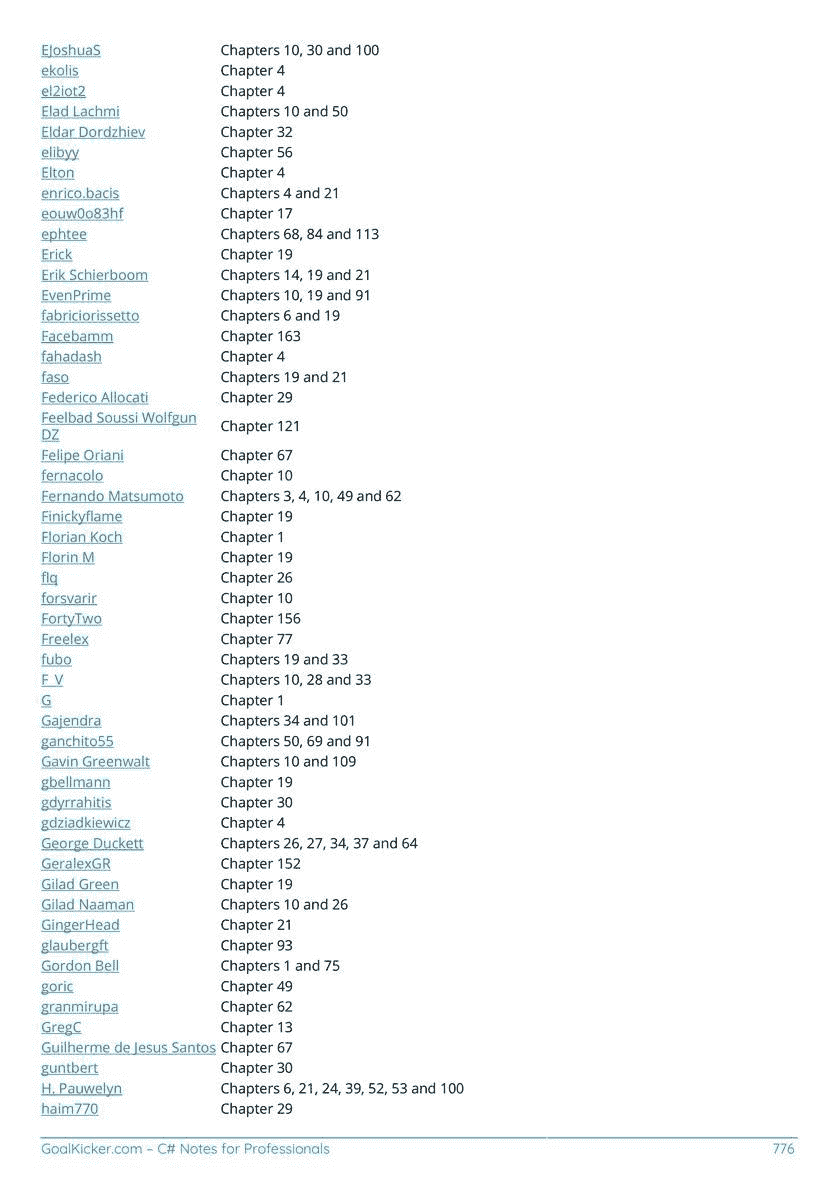 EJoshuaS Chapters 10, 30 and 100
ekolis Chapter 4
el2iot2 Chapter 4
Elad Lachmi Chapters 10 and 50
Eldar Dordzhiev Chapter 32
elibyy Chapter 56
Elton Chapter 4
enrico.bacis Chapters 4 and 21
eouw0o83hf Chapter 17
ephtee Chapters 68, 84 and 113
Erick Chapter 19
Erik Schierboom Chapters 14, 19 and 21
EvenPrime Chapters 10, 19 and 91
fabriciorissetto Chapters 6 and 19
Facebamm Chapter 163
fahadash Chapter 4
faso Chapters 19 and 21
Federico Allocati Chapter 29
Feelbad Soussi Wolfgun
DZ Chapter 121
Felipe Oriani Chapter 67
fernacolo Chapter 10
Fernando Matsumoto Chapters 3, 4, 10, 49 and 62
Finickyflame Chapter 19
Florian Koch Chapter 1
Florin M Chapter 19
flq Chapter 26
forsvarir Chapter 10
FortyTwo Chapter 156
Freelex Chapter 77
fubo Chapters 19 and 33
F_V Chapters 10, 28 and 33
G Chapter 1
Gajendra Chapters 34 and 101
ganchito55 Chapters 50, 69 and 91
Gavin Greenwalt Chapters 10 and 109
gbellmann Chapter 19
gdyrrahitis Chapter 30
gdziadkiewicz Chapter 4
George Duckett Chapters 26, 27, 34, 37 and 64
GeralexGR Chapter 152
Gilad Green Chapter 19
Gilad Naaman Chapters 10 and 26
GingerHead Chapter 21
glaubergft Chapter 93
Gordon Bell Chapters 1 and 75
goric Chapter 49
granmirupa Chapter 62
GregC Chapter 13
Guilherme de Jesus Santos Chapter 67
guntbert Chapter 30
H. Pauwelyn Chapters 6, 21, 24, 39, 52, 53 and 100
haim770 Chapter 29
GoalKicker.com – C# Notes for Professionals 776